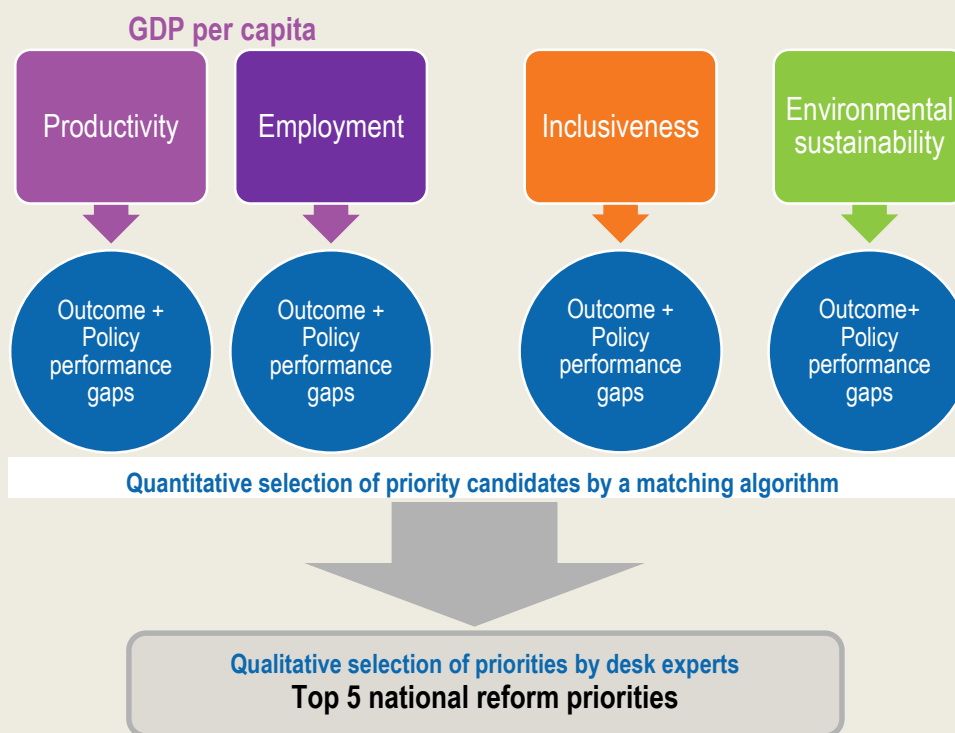 GDP per capita
Productivity
Employment
Inclusiveness
Environmental
sustainability
Outcome +
Policy
performance
gaps
Outcome +
Policy
performance
gaps
Outcome +
Policy
performance
gaps
Outcome+
Policy
performance
gaps
Quantitative selection of priority candidates by a matching algorithm
Qualitative selection of priorities by desk experts
Top 5 national reform priorities